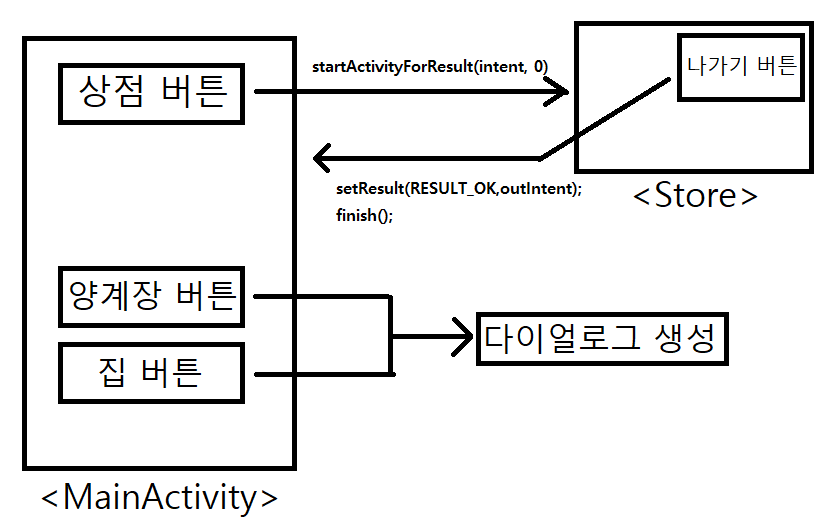 상점 버튼
startActivityForResult(intent, 0)
나가기 버튼
setResult(RESULT_OK,outIntent);
finish();
<Store>
양계장 버튼
집 버튼
다이얼로그 생성
<MainActivity>